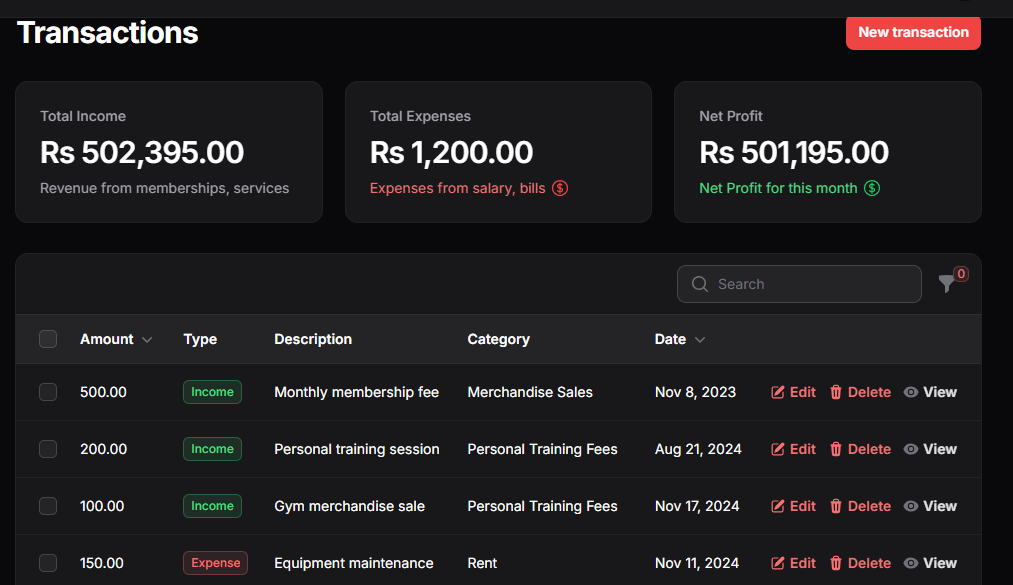 Transactions
New transaction
Total Income
Rs 502,395.00
Revenue from memberships, services
Total Expenses
Rs 1,200.00
Expenses from salary, bills
Net Profit
Rs 501,195.00
Net Profit for this month
Search
0
Amount Type Description Category Date
500.00 Income Monthly membership fee Merchandise Sales Nov 8, 2023 Edit Delete View
200.00 Income Personal training session Personal Training Fees Aug 21, 2024 Edit Delete View
100.00 Income Gym merchandise sale Personal Training Fees Nov 17, 2024 Edit Delete View
150.00 Expense Equipment maintenance Rent Nov 11, 2024 Edit Delete View